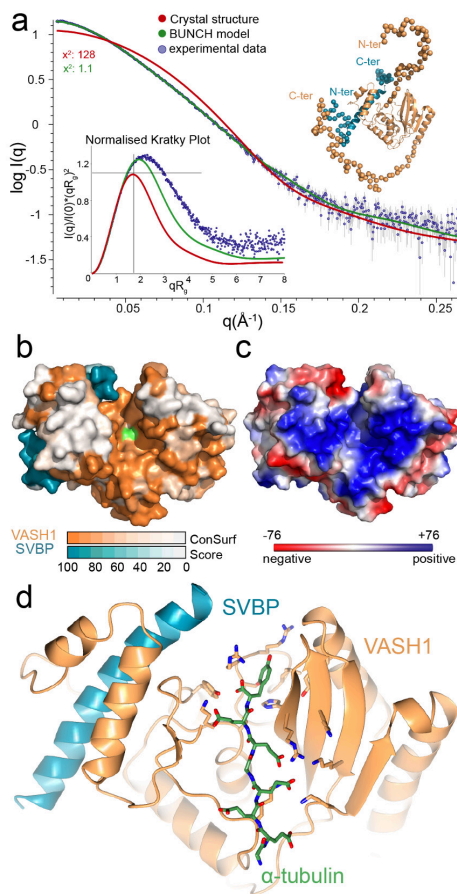 a
Crystal structure
BUNCH model
experimental data
x²: 128
x²: 1.1
N-ter
C-ter
N-ter
C-ter
log I(q)
1
0.5
0
-0.5
-1
-1.5
Normalised Kratky Plot
I(q)/I(0)*(qRg)²
1.2
0.8
0.4
0
0 1 2 3 4 5 6 7 8
qRg
0.05 0.1 0.15 0.2 0.25
q(Å⁻¹)
b
c
VASH1
SVBP
ConSurf
Score
100 80 60 40 20 0
-76 +76
negative positive
d
SVBP
VASH1
α-tubulin